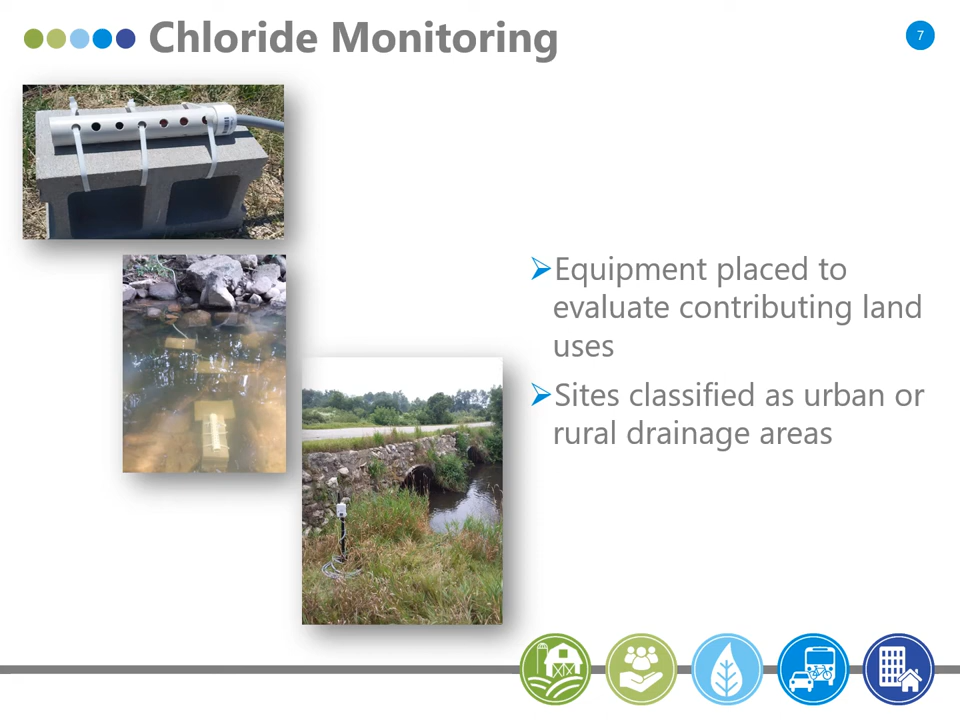 Chloride Monitoring
7
➢Equipment placed to
evaluate contributing land
uses
➢Sites classified as urban or
rural drainage areas